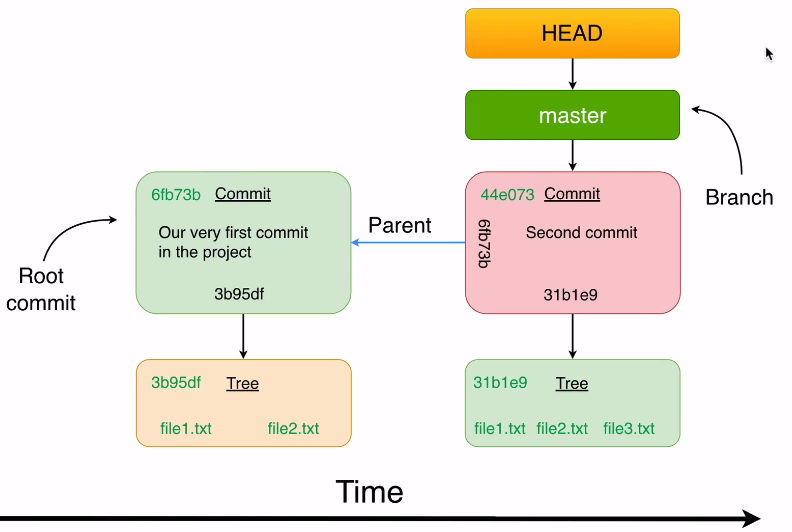 HEAD
master
Branch
6fb73b Commit
Our very first commit
in the project
3b95df
Root
commit
Parent
44e073 Commit
6fb73b
Second commit
31b1e9
3b95df Tree
file1.txt file2.txt
31b1e9 Tree
file1.txt file2.txt file3.txt
Time